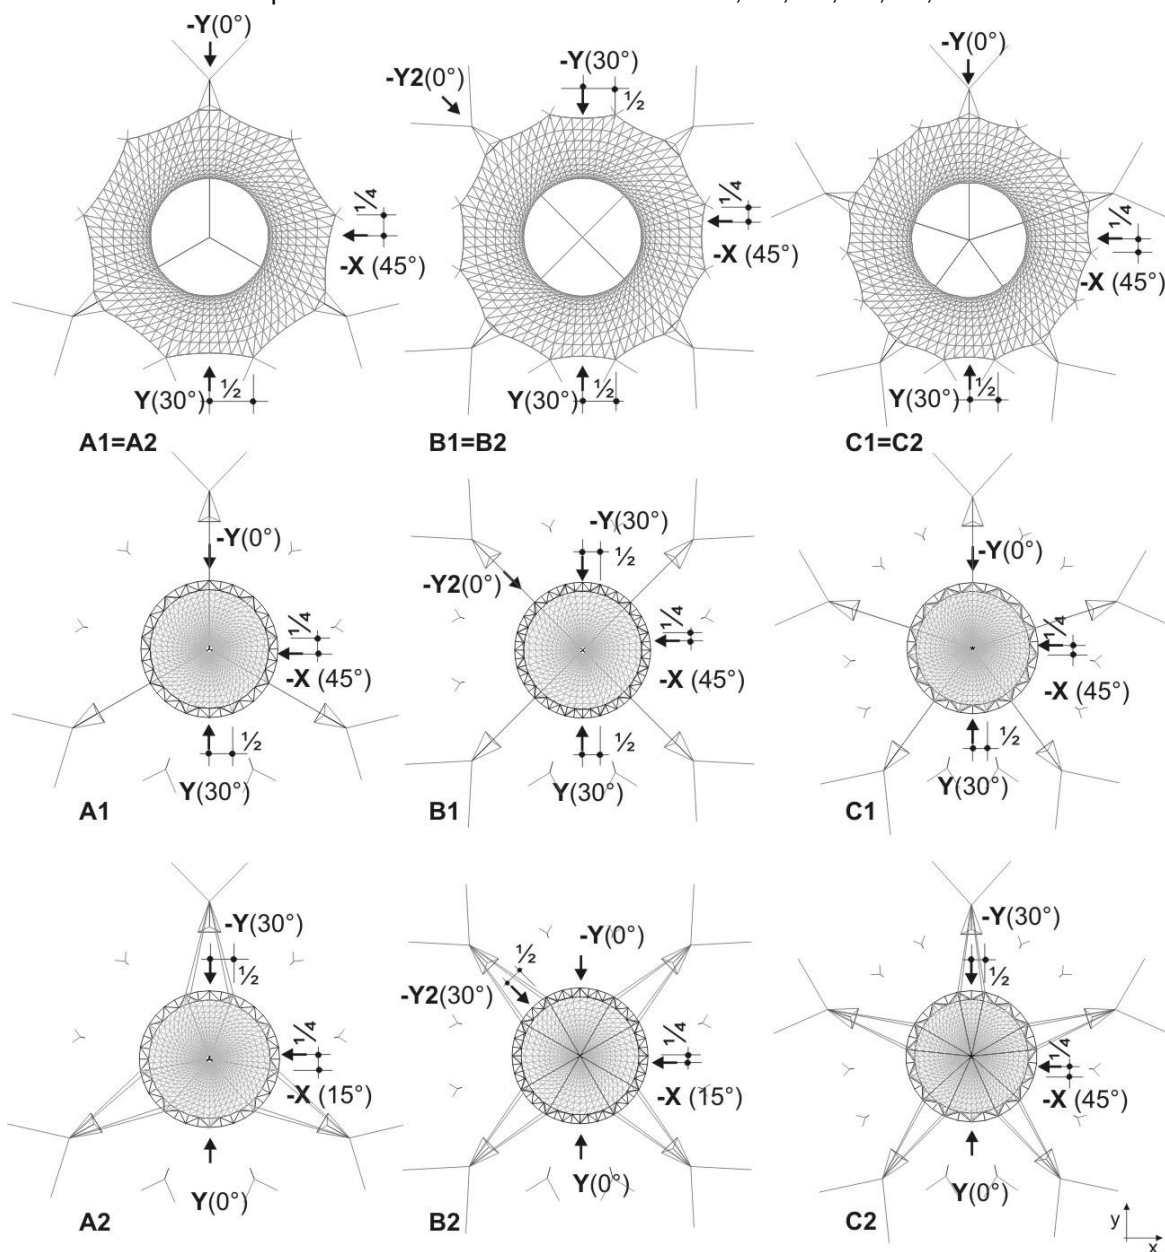 -Y(0°)
-Y2(0°)
-Y(30°)
½
-Y(0°)
¼
-X (45°)
¼
-X (45°)
¼
-X (45°)
Y(30°)
½
Y(30°)
½
Y(30°)
½
A1=A2
B1=B2
C1=C2
-Y(0°)
-Y(30°)
½
-Y2(0°)
-Y(0°)
¼
-X (45°)
¼
-X (45°)
¼
-X (45°)
½
Y(30°)
½
Y(30°)
½
Y(30°)
A1
B1
C1
-Y(30°)
½
-Y(0°)
½
-Y2(30°)
-Y(30°)
½
¼
-X (15°)
¼
-X (15°)
¼
-X (45°)
Y(0°)
Y(0°)
Y(0°)
A2
B2
C2
y
x